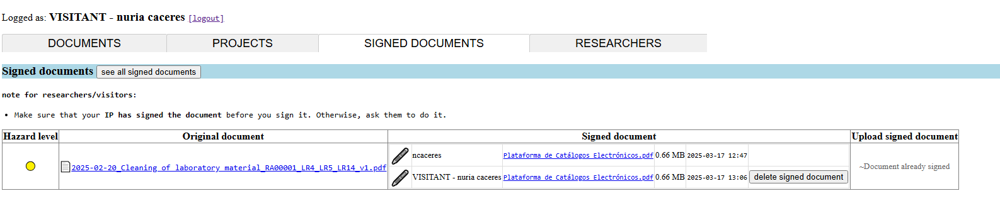 Logged as: VISITANT - nuria caceres [logout]
DOCUMENTS PROJECTS SIGNED DOCUMENTS RESEARCHERS
Signed documents see all signed documents
note for researchers/visitors:
• Make sure that your IP has signed the document before you sign it. Otherwise, ask them to do it.
Hazard level Original document Signed document Upload signed document
2025-02-20_Cleaning of laboratory material_RA00001_LR4_LR5_LR14_v1.pdf
ncaceres Plataforma de Catálogos Electrónicos.pdf 0.66 MB 2025-03-17 12:47
VISITANT - nuria caceres Plataforma de Catálogos Electrónicos.pdf 0.66 MB 2025-03-17 13:06 delete signed document
~Document already signed